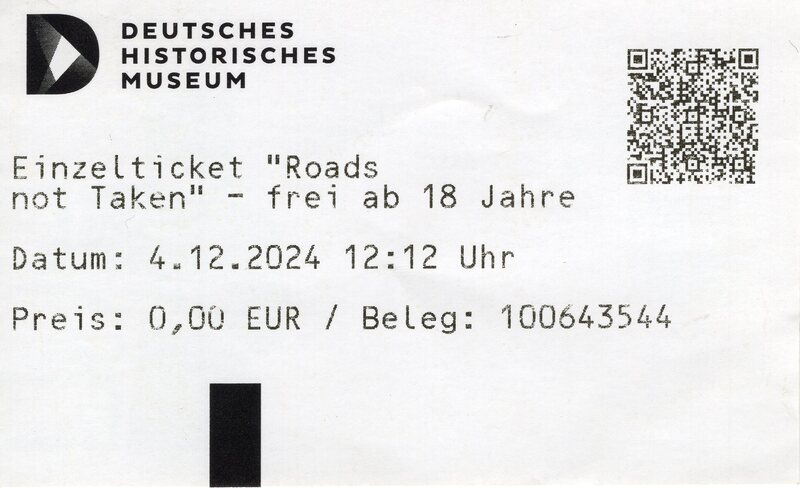 DEUTSCHES
HISTORISCHES
MUSEUM
Einzelticket "Roads
not Taken" - frei ab 18 Jahre
Datum: 4.12.2024 12:12 Uhr
Preis: 0,00 EUR / Beleg: 100643544